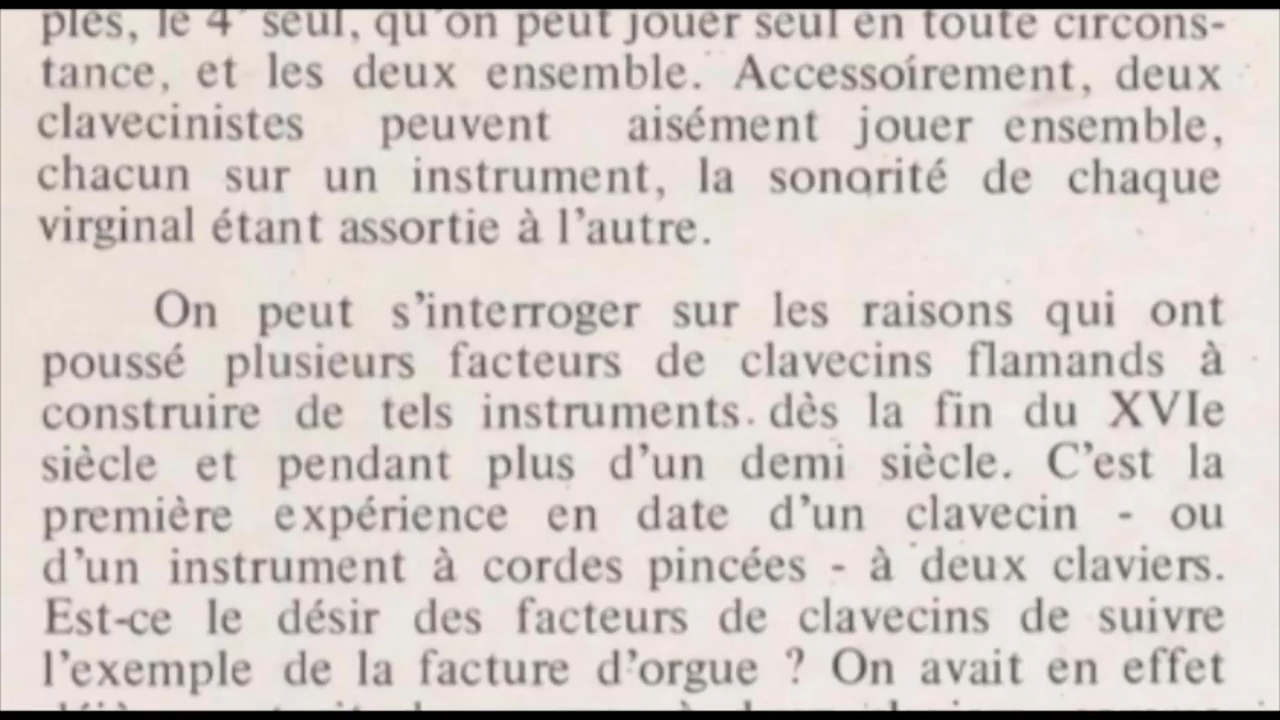 plés, le 4' seul, qu'on peut jouer seul en toute circons-
tance, et les deux ensemble. Accessoirement, deux
clavecinistes peuvent aisément jouer ensemble,
chacun sur un instrument, la sonorité de chaque
virginal étant assortie à l'autre.
On peut s'interroger sur les raisons qui ont
poussé plusieurs facteurs de clavecins flamands à
construire de tels instruments dès la fin du XVIe
siècle et pendant plus d'un demi siècle. C'est la
première expérience en date d'un clavecin - ou
d'un instrument à cordes pincées - à deux claviers.
Est-ce le désir des facteurs de clavecins de suivre
l'exemple de la facture d'orgue ? On avait en effet